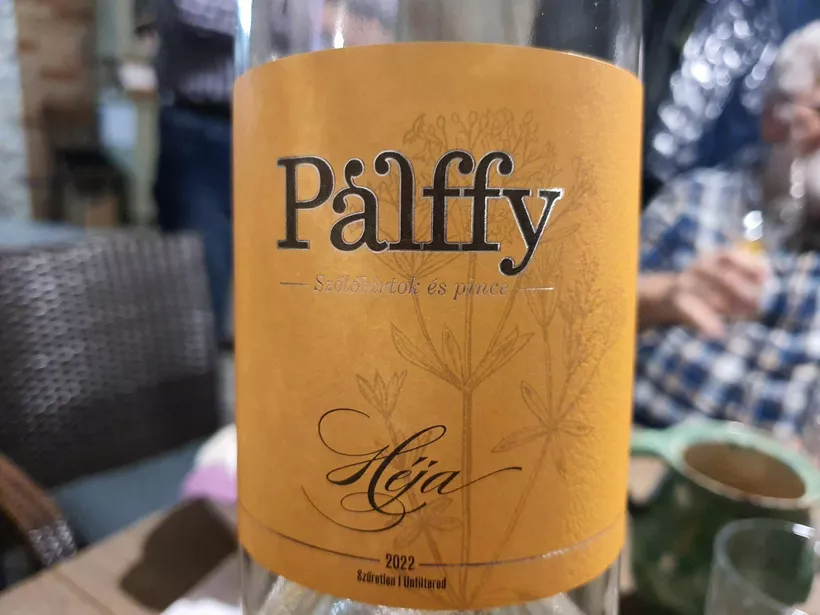 Pálffy
Szőlőbirtok és pince
Héja
2022
Szűretlen | Unfiltered